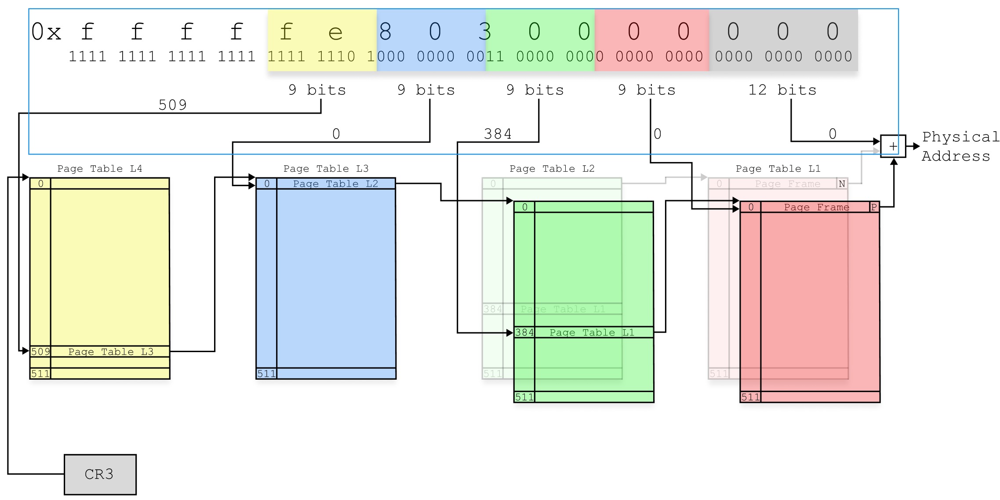 0x f f f f f e 8 0 3 0 0 0 0 0 0 0
1111 1111 1111 1111 1111 1110 1000 0000 0011 0000 0000 0000 0000 0000 0000 0000
9 bits 9 bits 9 bits 9 bits 12 bits
509
0 384 0 0
+ Physical
Address
Page Table L4 Page Table L3 Page Table L2 Page Table L1
0 0 Page Table L2 0 0 Page Frame N
0 0 Page Frame P
384 Page Table L1
384 Page Table L1
509 Page Table L3
511 511 511 511
511 511
CR3